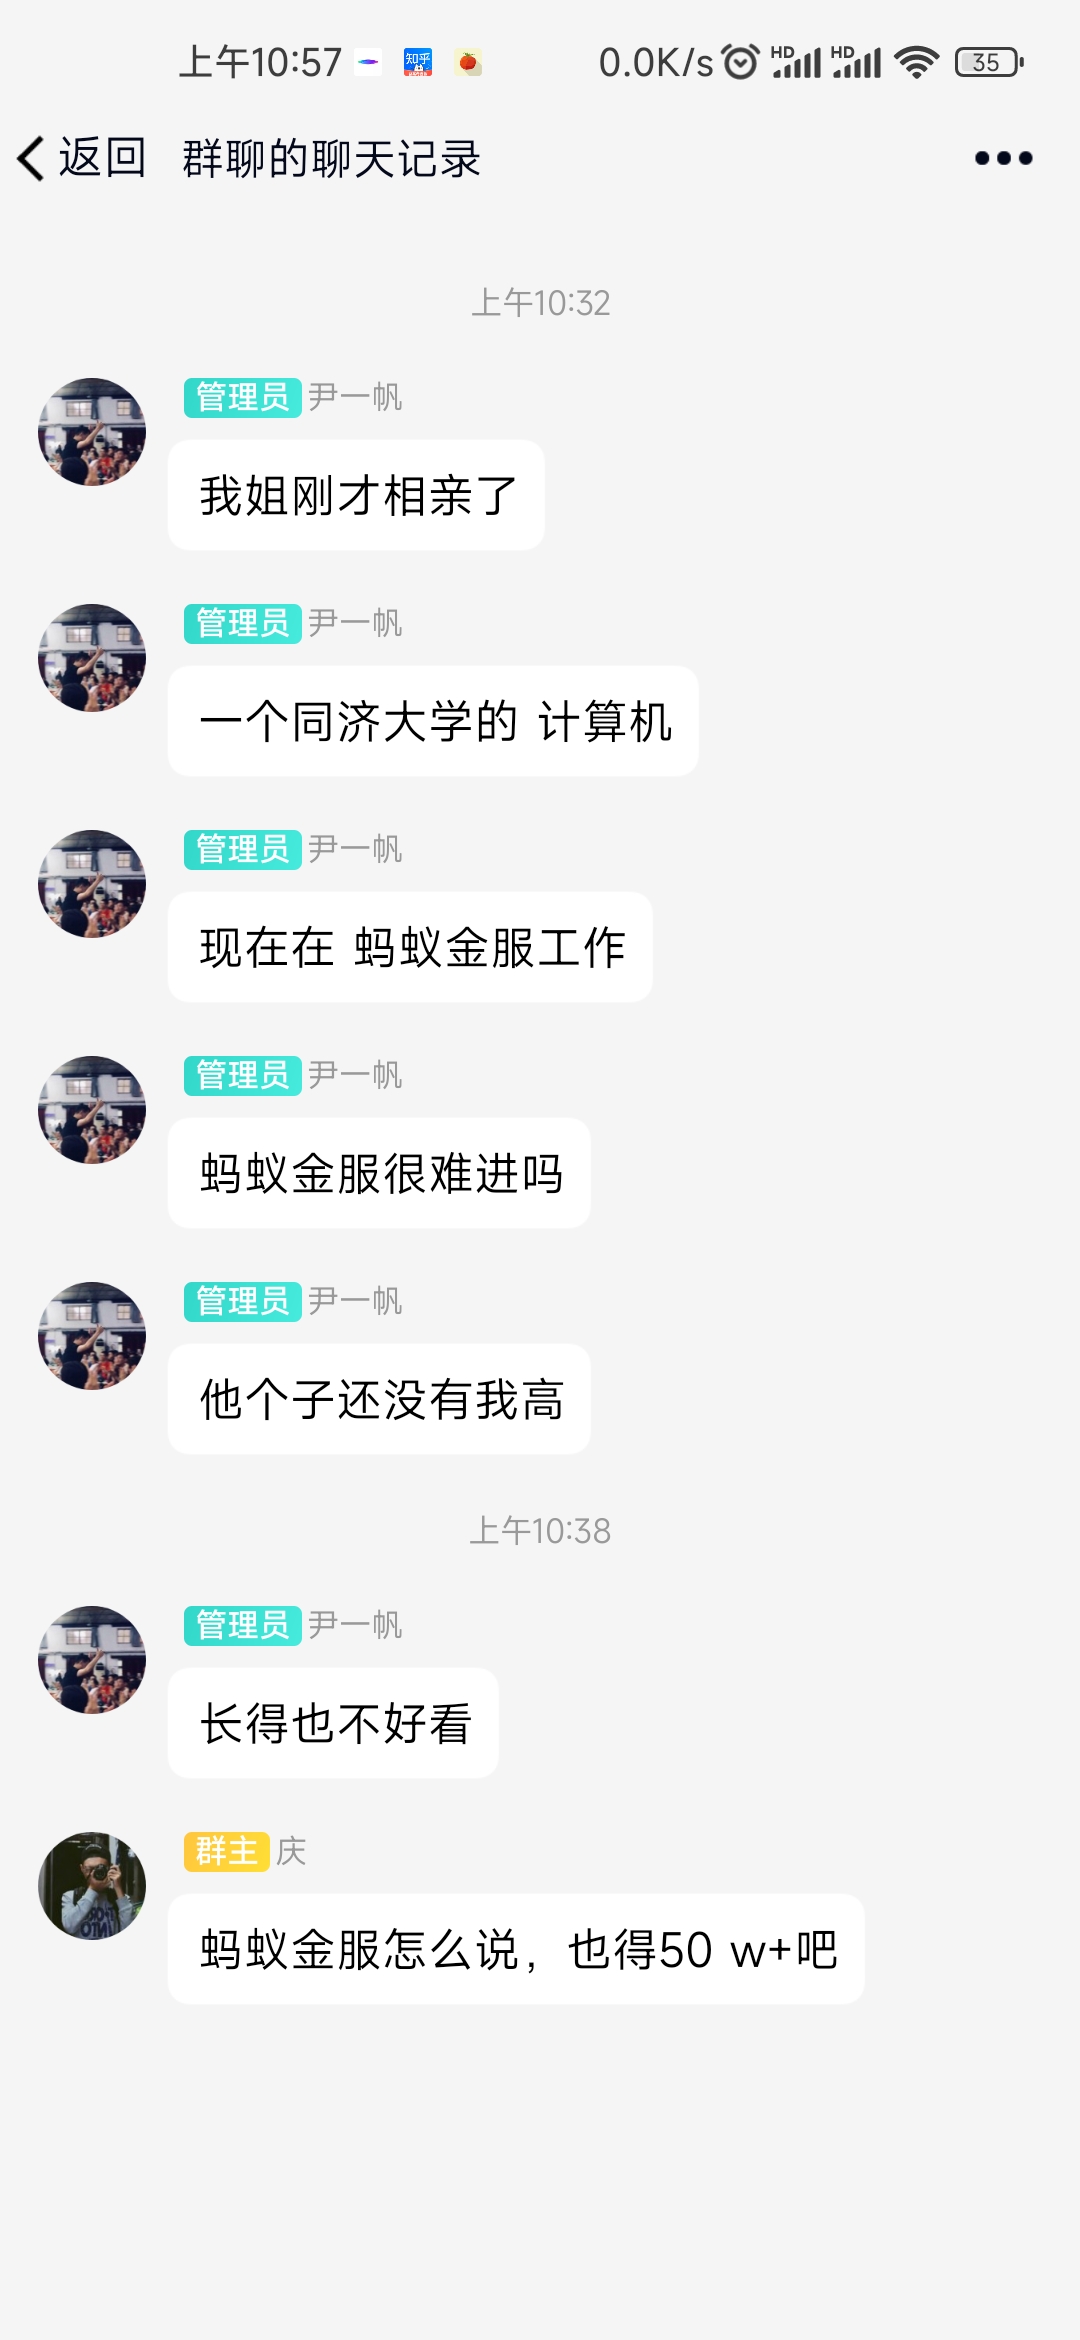 上午10:57 知乎 0.0K/s HD HD 35
返回 群聊的聊天记录
上午10:32
管理员 尹一帆
我姐刚才相亲了
管理员 尹一帆
一个同济大学的 计算机
管理员 尹一帆
现在在 蚂蚁金服工作
管理员 尹一帆
蚂蚁金服很难进吗
管理员 尹一帆
他个子还没有我高
上午10:38
管理员 尹一帆
长得也不好看
群主 庆
蚂蚁金服怎么说，也得50 w+吧